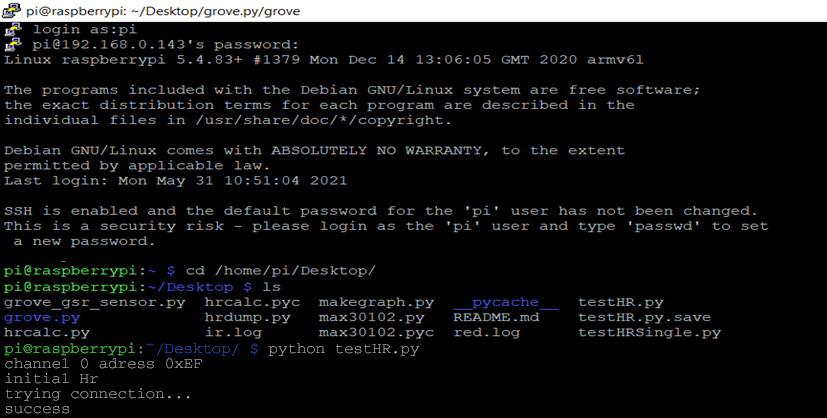 pi@raspberrypi: ~/Desktop/grove.py/grove
login as:pi
pi@192.168.0.143's password:
Linux raspberrypi 5.4.83+ #1379 Mon Dec 14 13:06:05 GMT 2020 armv6l
The programs included with the Debian GNU/Linux system are free software;
the exact distribution terms for each program are described in the
individual files in /usr/share/doc/*/copyright.
Debian GNU/Linux comes with ABSOLUTELY NO WARRANTY, to the extent
permitted by applicable law.
Last login: Mon May 31 10:51:04 2021
SSH is enabled and the default password for the 'pi' user has not been changed.
This is a security risk - please login as the 'pi' user and type 'passwd' to set
a new password.
pi@raspberrypi:~ $ cd /home/pi/Desktop/
pi@raspberrypi:~/Desktop $ ls
grove_gsr_sensor.py hrcalc.pyc makegraph.py __pycache__ testHR.py
grove.py hrdump.py max30102.py README.md testHR.py.save
hrcalc.py ir.log max30102.pyc red.log testHRSingle.py
pi@raspberrypi:~/Desktop/ $ python testHR.py
channel 0 adress 0xEF
initial Hr
trying connection...
success